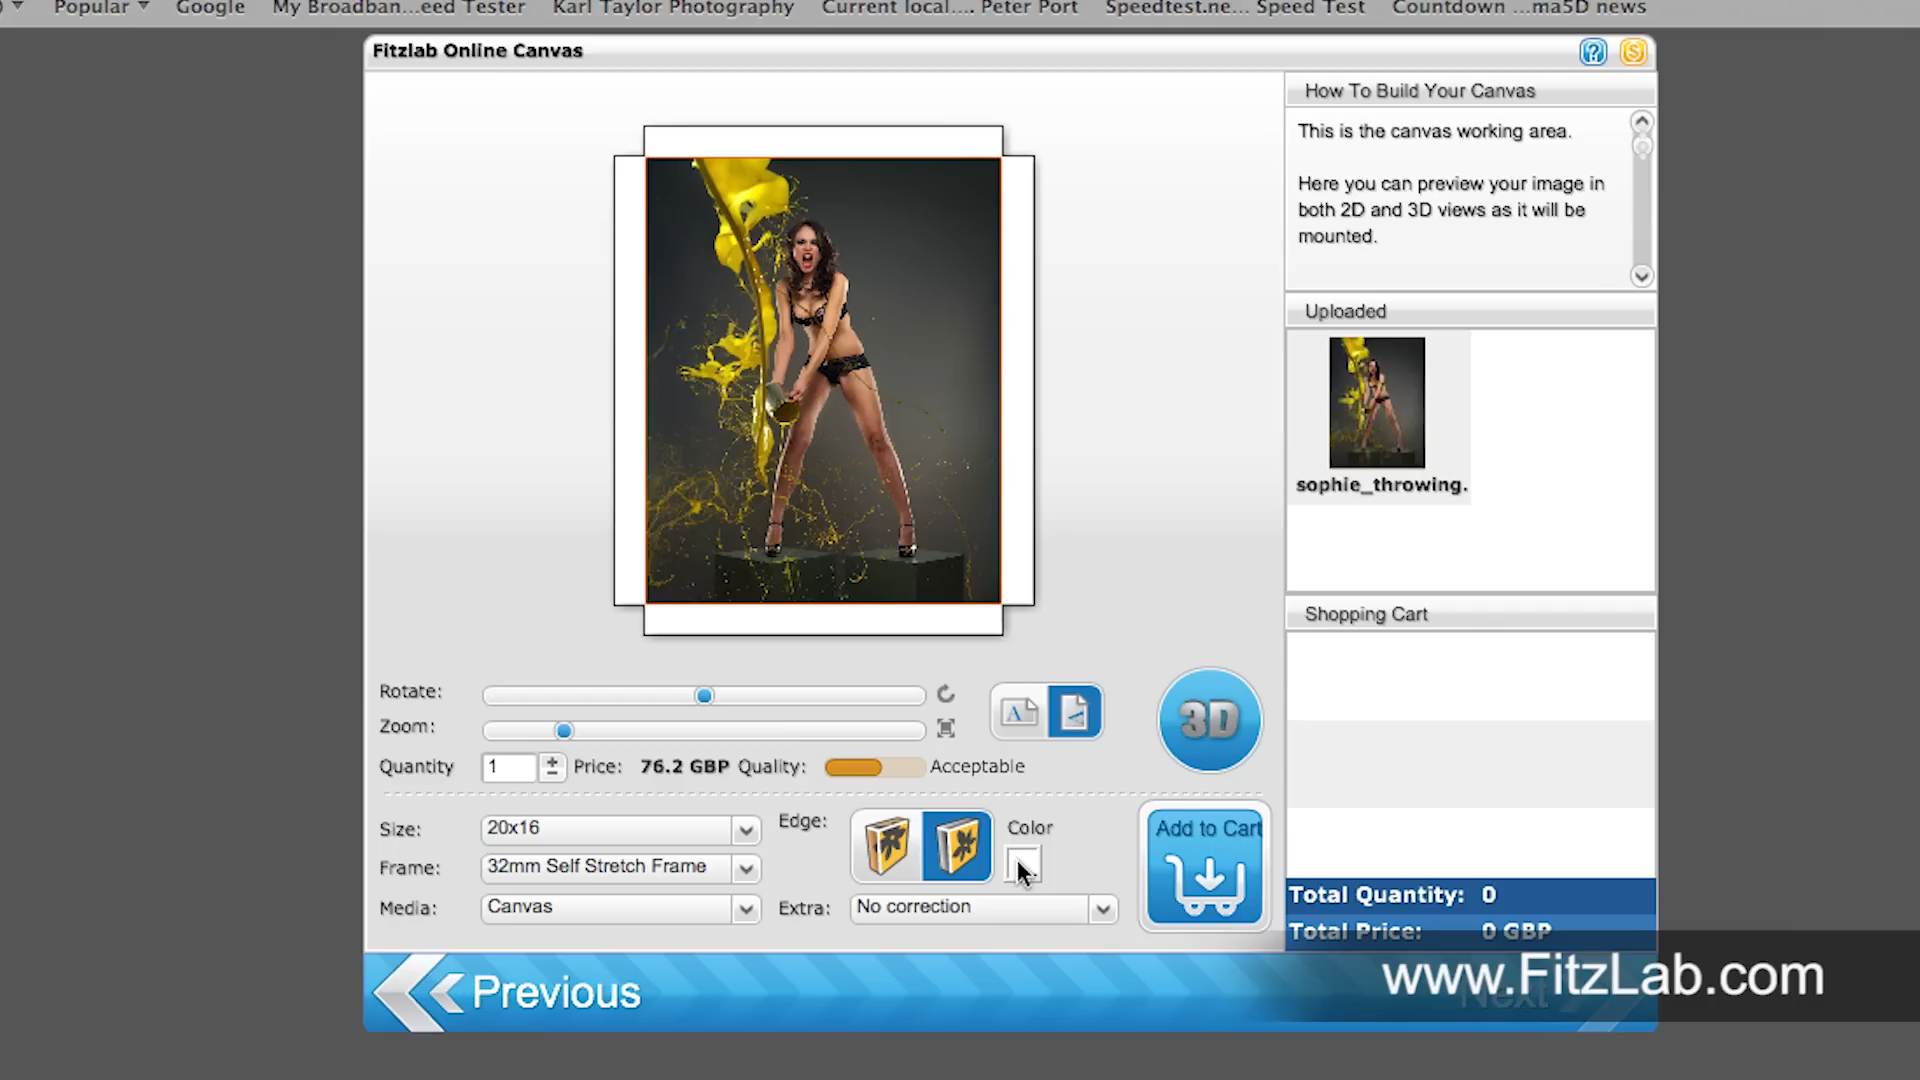 Popular
Google
My Broadban...eed Tester
Karl Taylor Photography
Current local.... Peter Port
Speedtest.ne... Speed Test
Countdown ...ma5D news
Fitzlab Online Canvas
How To Build Your Canvas
This is the canvas working area.
Here you can preview your image in
both 2D and 3D views as it will be
mounted.
Uploaded
sophie_throwing.
Shopping Cart
Rotate:
Zoom:
3D
Quantity 1 Price: 76.2 GBP Quality: Acceptable
Size: 20x16
Edge:
Color
Add to Cart
Frame: 32mm Self Stretch Frame
Media: Canvas
Extra: No correction
Total Quantity: 0
Total Price: 0 GBP
Previous
Next
www.FitzLab.com